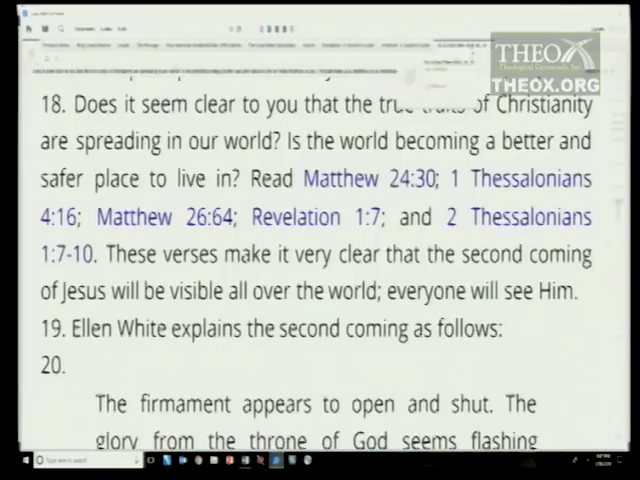 THEOX
THEOX.ORG
18. Does it seem clear to you that the true traits of Christianity
are spreading in our world? Is the world becoming a better and
safer place to live in? Read Matthew 24:30; 1 Thessalonians
4:16; Matthew 26:64; Revelation 1:7; and 2 Thessalonians
1:7-10. These verses make it very clear that the second coming
of Jesus will be visible all over the world; everyone will see Him.
19. Ellen White explains the second coming as follows:
20.
The firmament appears to open and shut. The
glory from the throne of God seems flashing